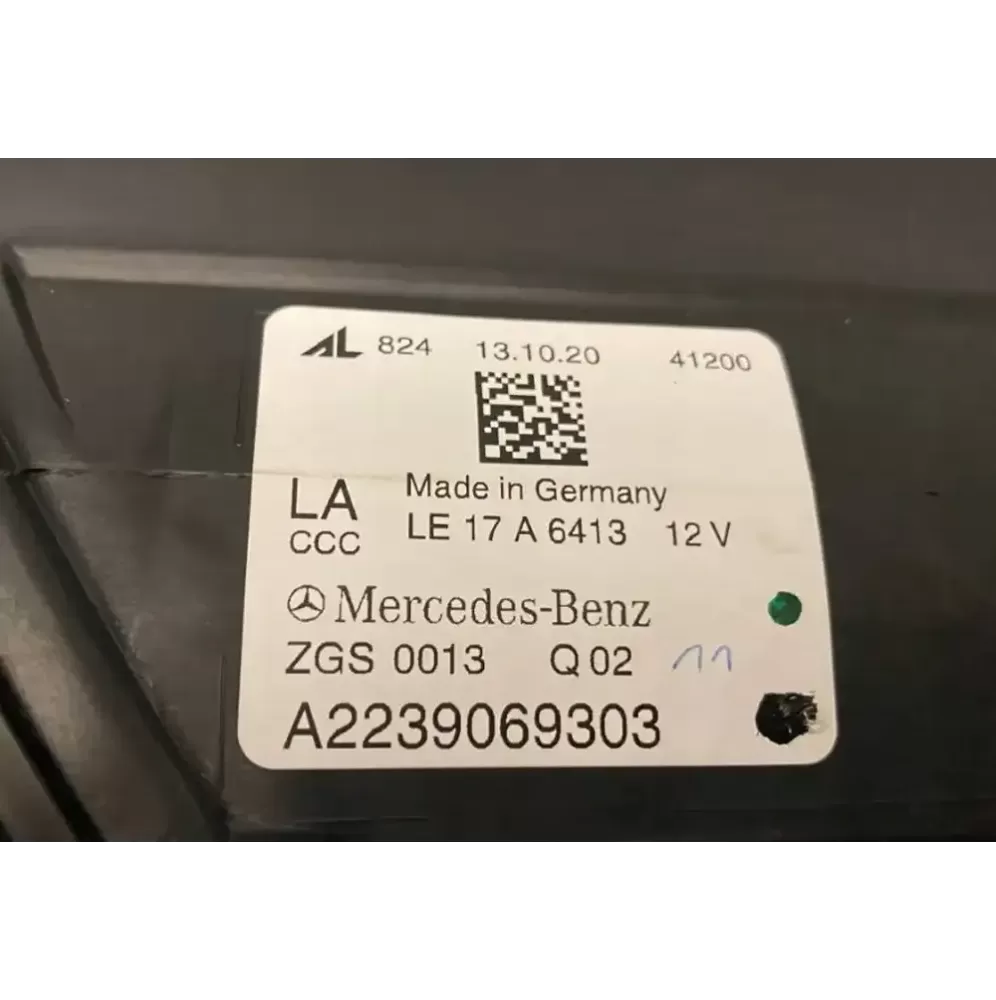 AL 824 13.10.20 41200
LA Made in Germany
CCC LE 17 A 6413 12 V
Mercedes-Benz
ZGS 0013 Q 02 11
A2239069303